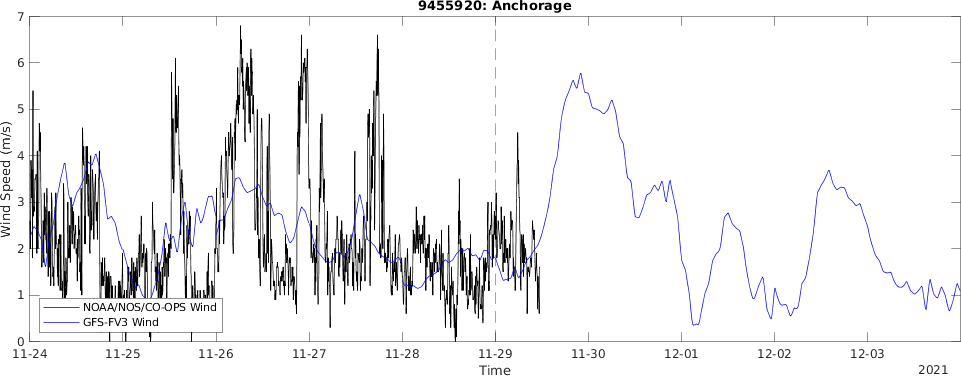 9455920: Anchorage
Wind Speed (m/s)
7
6
5
4
3
2
1
0
NOAA/NOS/CO-OPS Wind
GFS-FV3 Wind
11-24 11-25 11-26 11-27 11-28 11-29 11-30 12-01 12-02 12-03
Time
2021